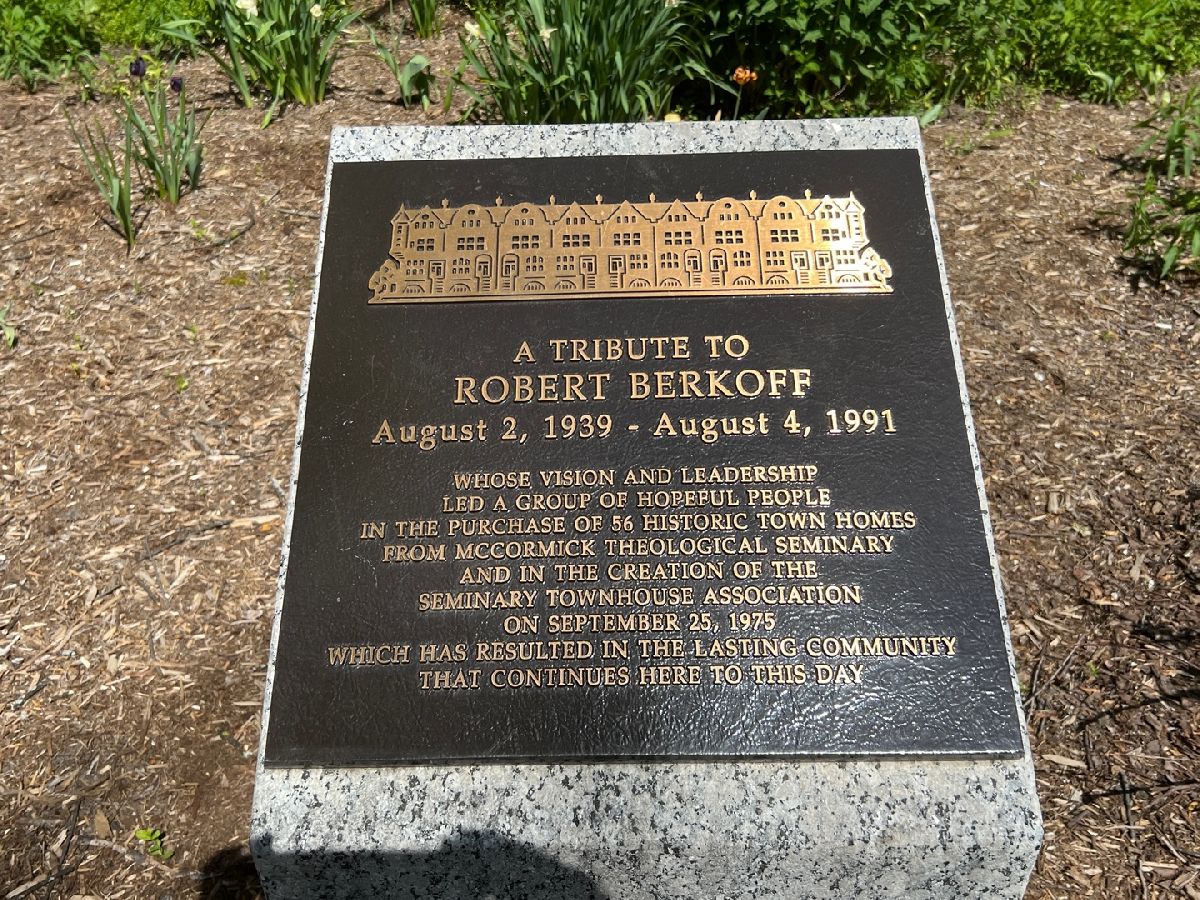 A TRIBUTE TO
ROBERT BERKOFF
August 2, 1939 - August 4, 1991
WHOSE VISION AND LEADERSHIP
LED A GROUP OF HOPEFUL PEOPLE
IN THE PURCHASE OF 56 HISTORIC TOWN HOMES
FROM MCCORMICK THEOLOGICAL SEMINARY
AND IN THE CREATION OF THE
SEMINARY TOWNHOUSE ASSOCIATION
ON SEPTEMBER 25, 1975
WHICH HAS RESULTED IN THE LASTING COMMUNITY
THAT CONTINUES HERE TO THIS DAY